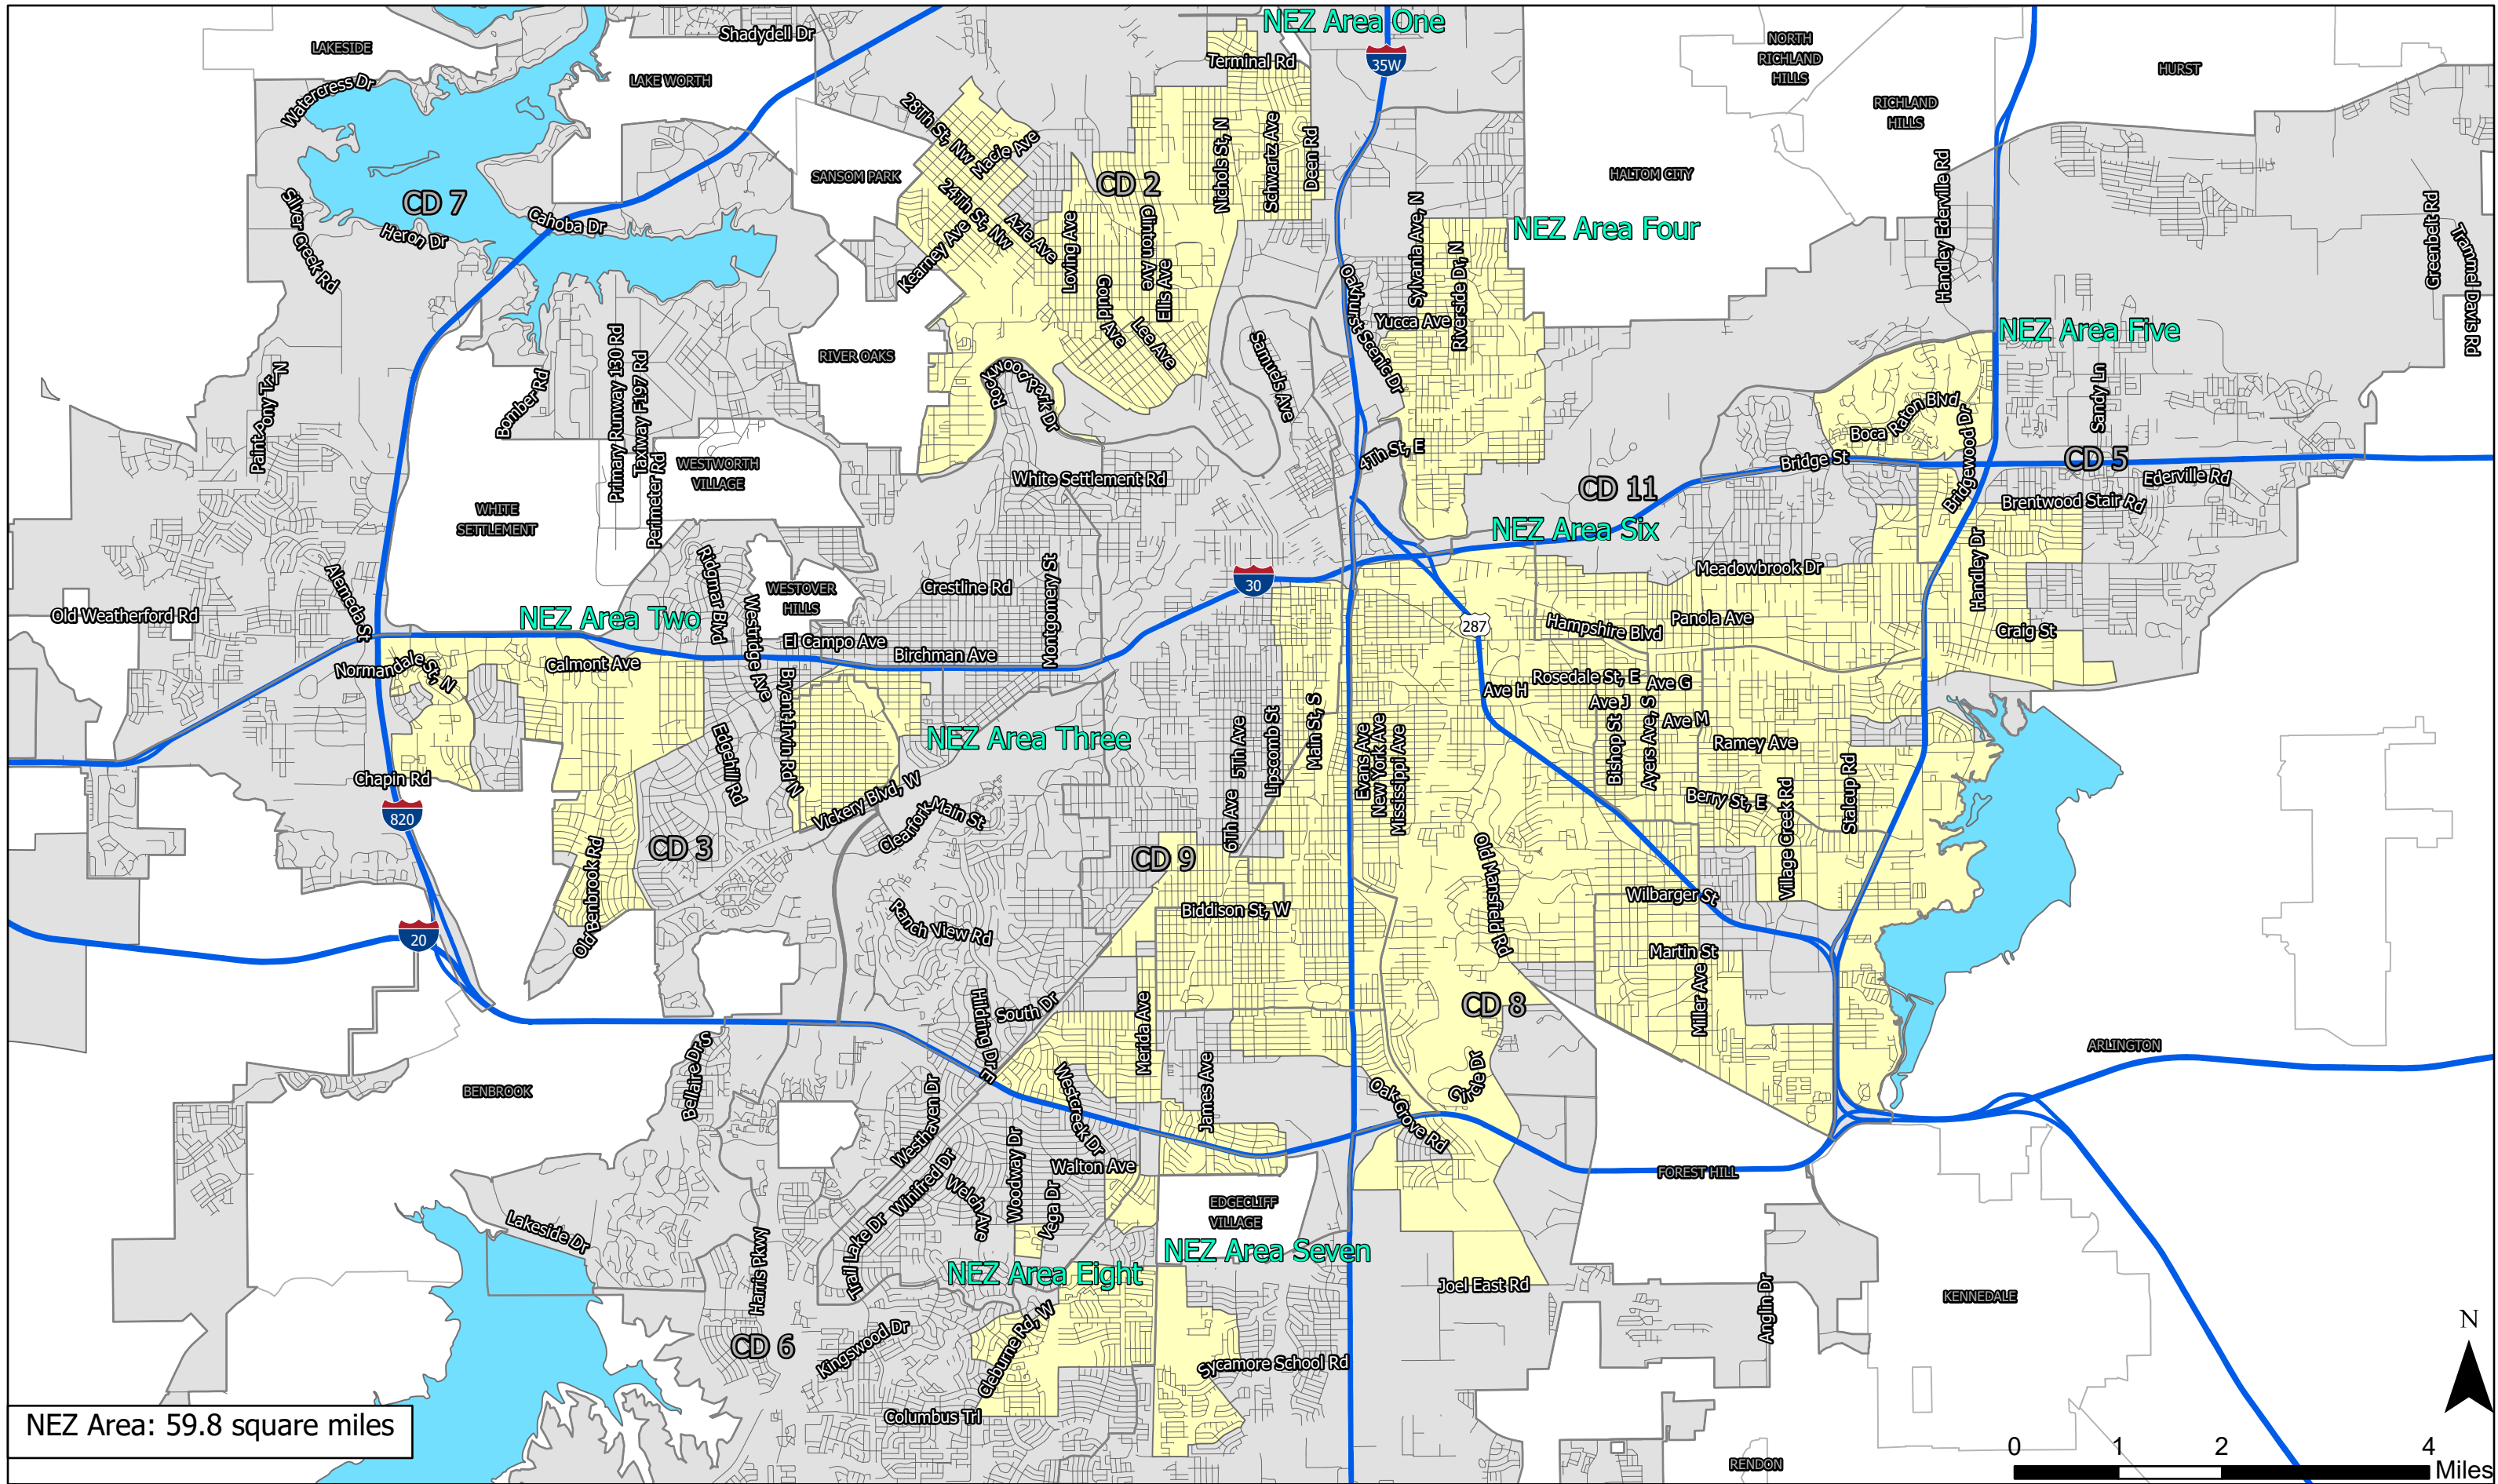 NEZ Area One
Shadydell Dr
LAKESIDE
NORTH
RICHLAND
HILLS
Terminal Rd
35W
HURST
LAKE WORTH
Watercress Dr
RICHLAND
HILLS
28Th St, Nw
Macie Ave
Nichols St, N
Schwartz Ave
Deen Rd
SANSOM PARK
HALTOM CITY
CD 2
CD 7
24Th St, Nw
Azle Ave
Kearney Ave
Loving Ave
Clinton Ave
Ellis Ave
Gould Ave
Lee Ave
Silver Creek Rd
Heron Dr
Cahoba Dr
Sylvania Ave, N
Riverside Dr, N
NEZ Area Four
Handley Ederville Rd
Greenbelt Rd
Trammel Davis Rd
Oakhurst Scenic Dr
Yucca Ave
NEZ Area Five
RIVER OAKS
Samuels Ave
Rockwood Park Dr
Paint Pony Trl, N
Bomber Rd
Primary Runway 130 Rd
Taxiway F197 Rd
Perimeter Rd
Sandy Ln
Boca Raton Blvd
Bridgewood Dr
WESTWORTH
VILLAGE
4Th St, E
Bridge St
CD 5
Ederville Rd
White Settlement Rd
CD 11
Brentwood Stair Rd
WHITE
SETTLEMENT
NEZ Area Six
Ridgmar Blvd
Montgomery St
Handley Dr
Meadowbrook Dr
Alemeda St
WESTOVER
HILLS
Crestline Rd
30
Old Weatherford Rd
NEZ Area Two
Westridge Ave
El Campo Ave
Birchman Ave
287
Hampshire Blvd
Panola Ave
Craig St
Normandale St, N
Calmont Ave
Bryant Irvin Rd N
Rosedale St, E
Ave G
Ave H
Ave J
Ave M
Main St, S
5Th Ave
Lipscomb St
Evans Ave
New York Ave
Mississippi Ave
Bishop St
Ayers Ave, S
NEZ Area Three
Edgehill Rd
Ramey Ave
Chapin Rd
Vickery Blvd, W
Berry St, E
Village Creek Rd
Stalcup Rd
820
Clearfork Main St
6Th Ave
CD 3
CD 9
Old Mansfield Rd
Old Benbrook Rd
Biddison St, W
Wilbarger St
20
Ranch View Rd
Martin St
Hildring Dr E
South Dr
Merida Ave
CD 8
Miller Ave
ARLINGTON
Bellaire Dr S
BENBROOK
Westcreek Dr
James Ave
Circle Dr
Oak Grove Rd
Westhaven Dr
Walton Ave
FOREST HILL
Winifred Dr
Welch Ave
Woodway Dr
Vega Dr
EDGECLIFF
VILLAGE
Lakeside Dr
Trail Lake Dr
NEZ Area Seven
NEZ Area Eight
Harris Pkwy
Joel East Rd
Anglin Dr
KENNEDALE
Kingswood Dr
CD 6
Cleburne Rd, W
Sycamore School Rd
N
Columbus Trl
NEZ Area: 59.8 square miles
0 1 2 4
Miles
RENDON